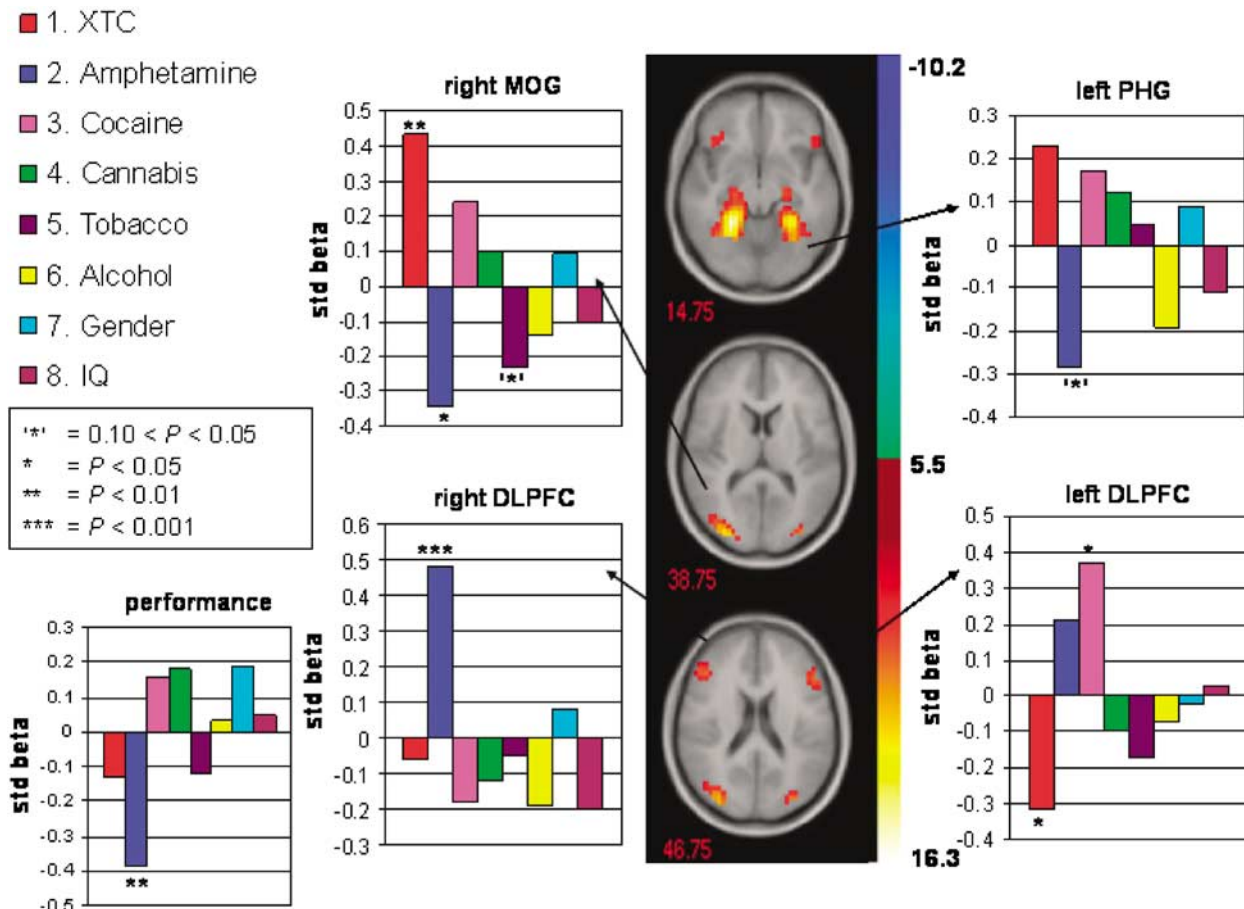 1. XTC
2. Amphetamine
3. Cocaine
4. Cannabis
5. Tobacco
6. Alcohol
7. Gender
8. IQ
'*' = 0.10 < P < 0.05
* = P < 0.05
** = P < 0.01
*** = P < 0.001
right MOG
std beta
0.5
0.4
0.3
0.2
0.1
0
-0.1
-0.2
-0.3
-0.4
**
*
'*'
left PHG
std beta
0.3
0.2
0.1
0
-0.1
-0.2
-0.3
-0.4
'*'
14.75
38.75
46.75
-10.2
5.5
16.3
performance
std beta
0.3
0.2
0.1
0
-0.1
-0.2
-0.3
-0.4
-0.5
**
right DLPFC
std beta
0.6
0.5
0.4
0.3
0.2
0.1
0
-0.1
-0.2
-0.3
***
left DLPFC
std beta
0.5
0.4
0.3
0.2
0.1
0
-0.1
-0.2
-0.3
-0.4
*
*